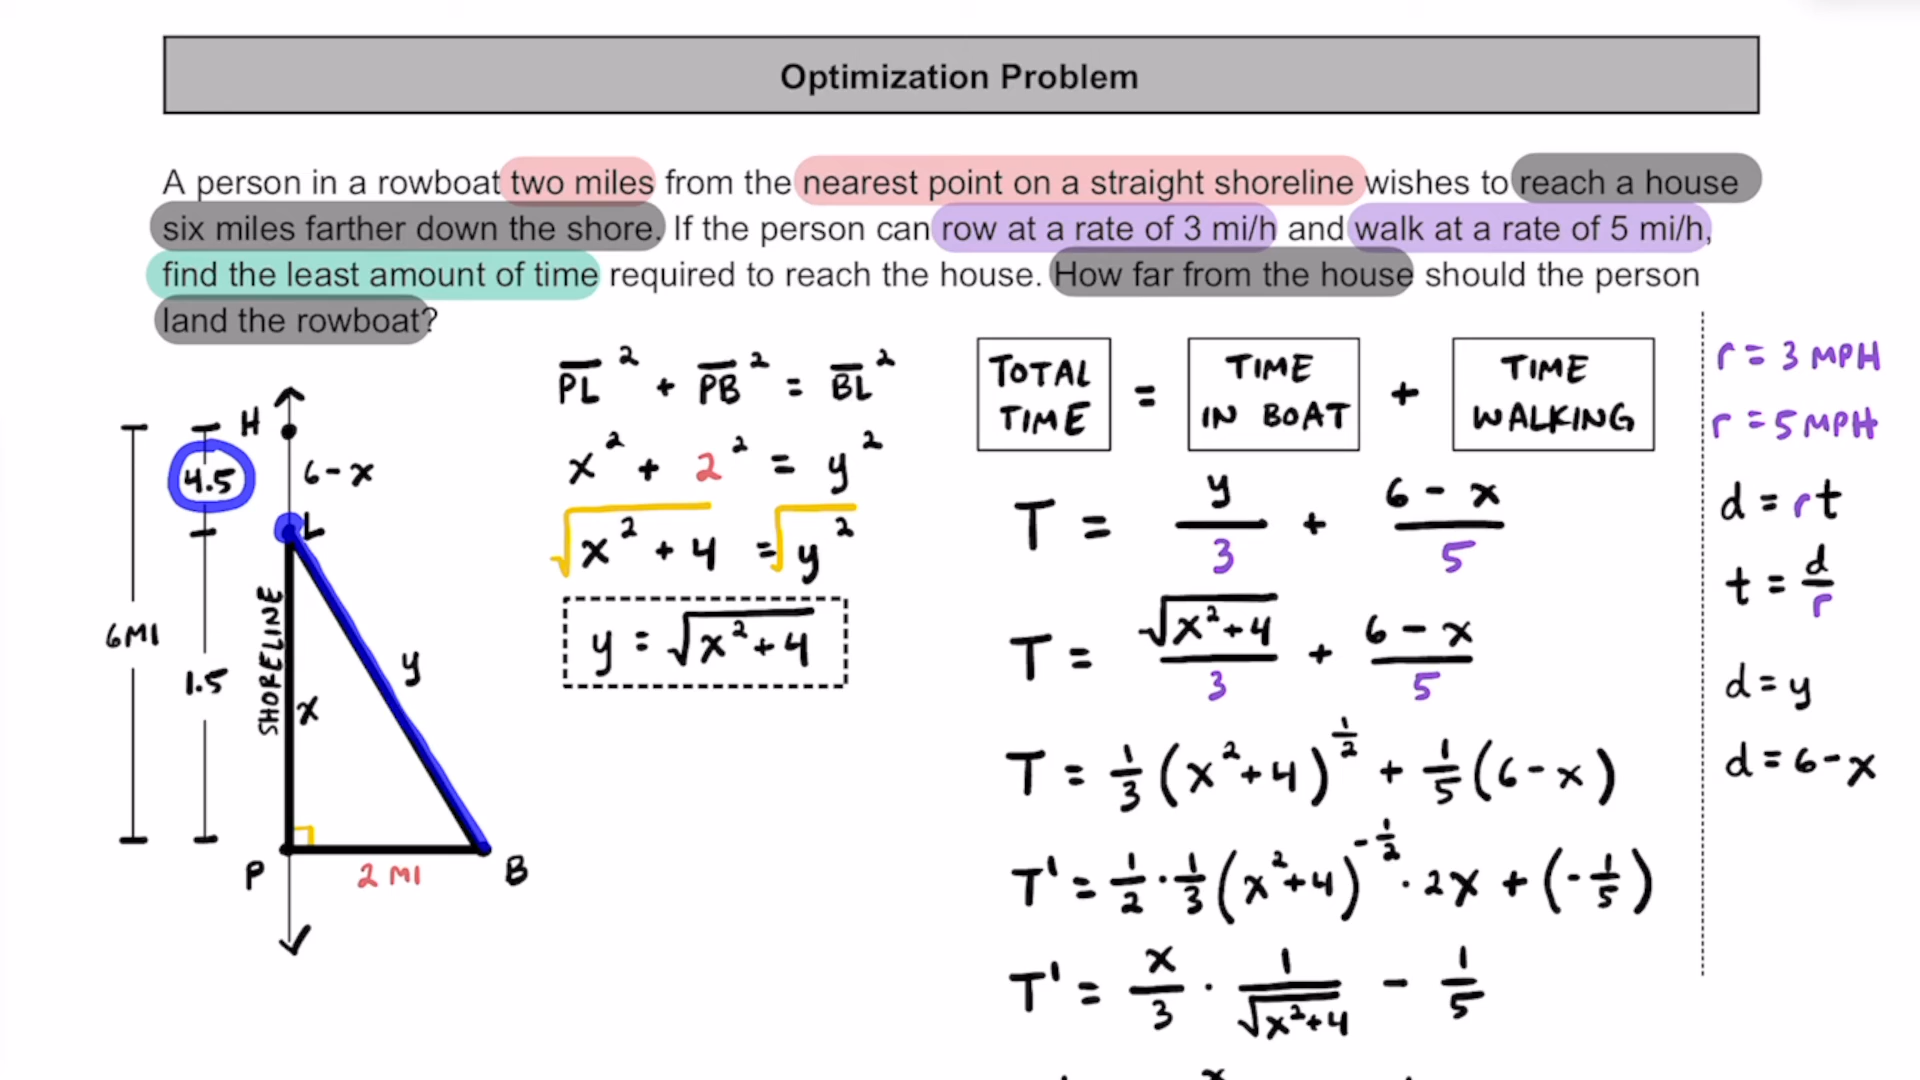 Optimization Problem
A person in a rowboat two miles from the nearest point on a straight shoreline wishes to reach a house
six miles farther down the shore. If the person can row at a rate of 3 mi/h and walk at a rate of 5 mi/h,
find the least amount of time required to reach the house. How far from the house should the person
land the rowboat?
H
4.5
6-x
L
6MI
SHORELINE
1.5
x
y
P
2 MI
B
PL² + PB² = BL²
x² + 2² = y²
√x² + 4 = √y²
y = √x²+4
TOTAL TIME = TIME IN BOAT + TIME WALKING
T = y/3 + 6-x/5
T = √x²+4/3 + 6-x/5
T = 1/3 (x²+4)^1/2 + 1/5 (6-x)
T' = 1/2 · 1/3 (x²+4)^-1/2 · 2x + (-1/5)
T' = x/3 · 1/√x²+4 - 1/5
r = 3 MPH
r = 5 MPH
d = rt
t = d/r
d = y
d = 6-x